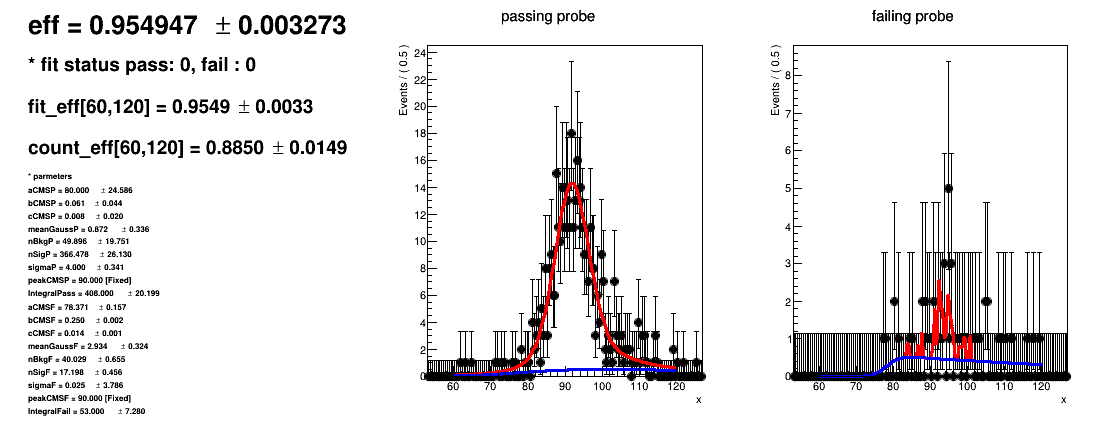 eff = 0.954947 ± 0.003273
* fit status pass: 0, fail : 0
fit_eff[60,120] = 0.9549 ± 0.0033
count_eff[60,120] = 0.8850 ± 0.0149
* parmeters
aCMSP = 80.000 ± 24.586
bCMSP = 0.061 ± 0.044
cCMSP = 0.008 ± 0.020
meanGaussP = 0.872 ± 0.336
nBkgP = 49.896 ± 19.751
nSigP = 366.478 ± 26.130
sigmaP = 4.000 ± 0.341
peakCMSP = 90.000 [Fixed]
IntegralPass = 408.000 ± 20.199
aCMSF = 78.371 ± 0.157
bCMSF = 0.250 ± 0.002
cCMSF = 0.014 ± 0.001
meanGaussF = 2.934 ± 0.324
nBkgF = 40.029 ± 0.655
nSigF = 17.198 ± 0.456
sigmaF = 0.025 ± 3.786
peakCMSF = 90.000 [Fixed]
IntegralFail = 53.000 ± 7.280
passing probe
Events / ( 0.5 )
24
22
20
18
16
14
12
10
8
6
4
2
0
60 70 80 90 100 110 120
x
failing probe
Events / ( 0.5 )
8
7
6
5
4
3
2
1
0
60 70 80 90 100 110 120
x